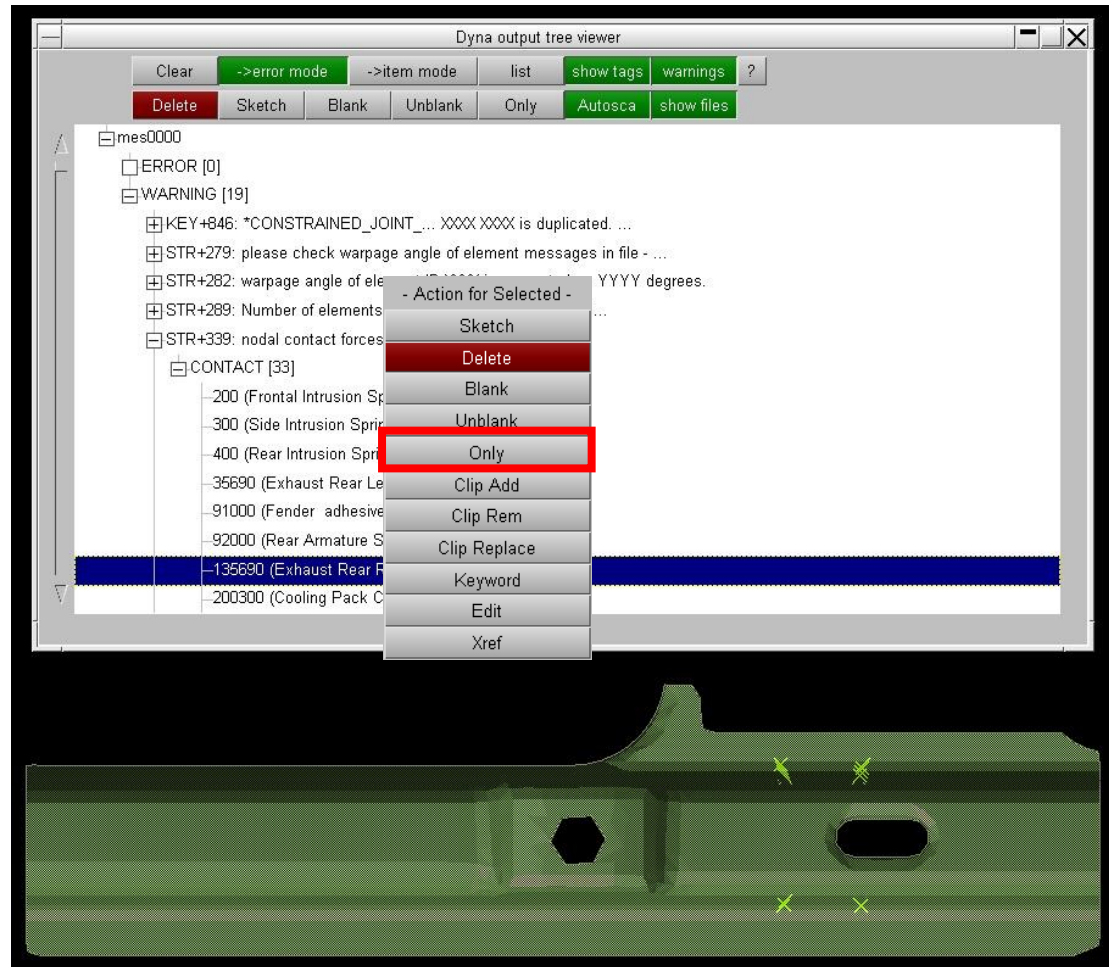 Dyna output tree viewer
Clear ->error mode ->item mode list show tags warnings ?
Delete Sketch Blank Unblank Only Autosca show files
mes0000
ERROR [0]
WARNING [19]
KEY+846: *CONSTRAINED_JOINT_... XXXX XXXX is duplicated. ...
STR+279: please check warpage angle of element messages in file - ...
STR+282: warpage angle of ele YYYY degrees.
STR+289: Number of elements ...
STR+339: nodal contact forces
CONTACT [33]
200 (Frontal Intrusion Sp
300 (Side Intrusion Sprin
400 (Rear Intrusion Spri
35690 (Exhaust Rear Le
91000 (Fender adhesive
92000 (Rear Armature S
135690 (Exhaust Rear R
200300 (Cooling Pack C
- Action for Selected -
Sketch
Delete
Blank
Unblank
Only
Clip Add
Clip Rem
Clip Replace
Keyword
Edit
Xref